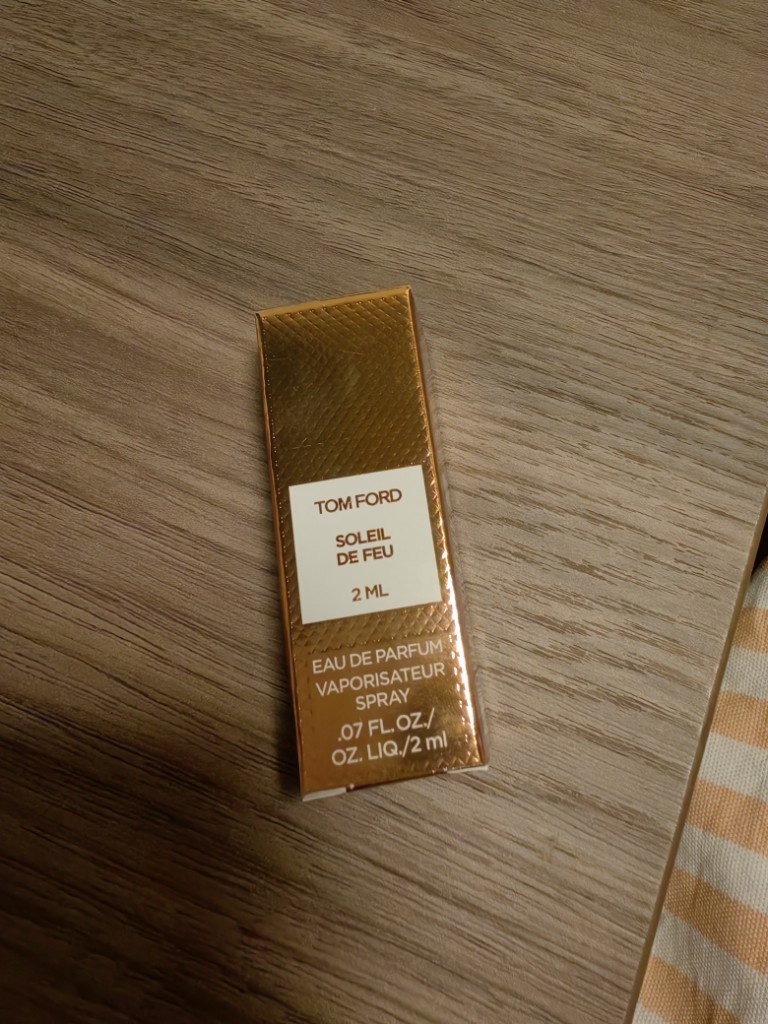 TOM FORD
SOLEIL
DE FEU
2 ML
EAU DE PARFUM
VAPORISATEUR
SPRAY
.07 FL. OZ./
OZ. LIQ./2 ml